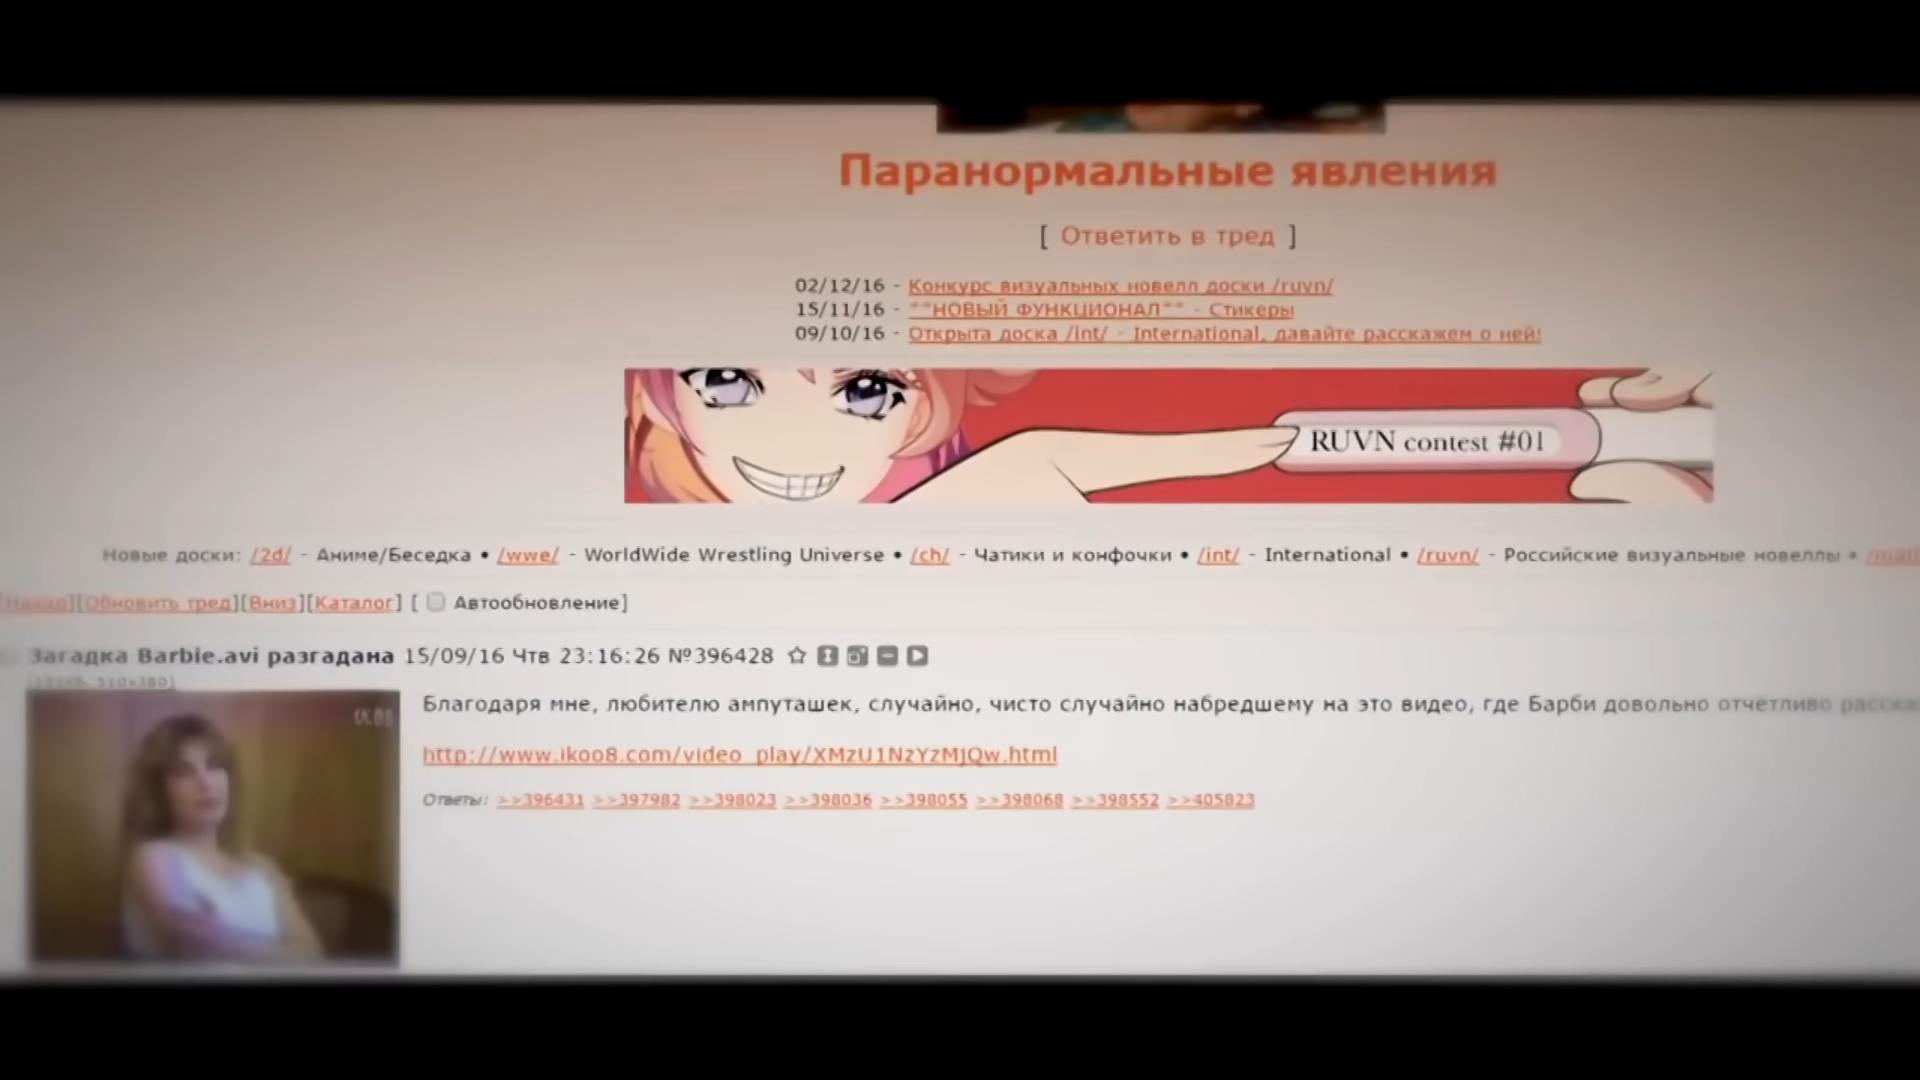 Паранормальные явления
[ Ответить в тред ]
02/12/16 - Конкурс визуальных новелл доски /ruvn/
15/11/16 - **НОВЫЙ ФУНКЦИОНАЛ** - Стикеры
09/10/16 - Открыта доска /int/ - International, давайте расскажем о ней!
RUVN contest #01
Новые доски: /2d/ - Аниме/Беседка • /wwe/ - WorldWide Wrestling Universe • /ch/ - Чатики и конфочки • /int/ - International • /ruvn/ - Российские визуальные новеллы •
[Назад][Обновить тред][Вниз][Каталог] [ Автообновление]
Загадка Barbie.avi разгадана 15/09/16 Чтв 23:16:26 №396428
Благодаря мне, любителю ампуташек, случайно, чисто случайно набредшему на это видео, где Барби довольно отчётливо
http://www.ikoo8.com/video_play/XMzU1NzYzMJQw.html
Ответы: >>396431 >>397982 >>398023 >>398036 >>398055 >>398068 >>398552 >>405823